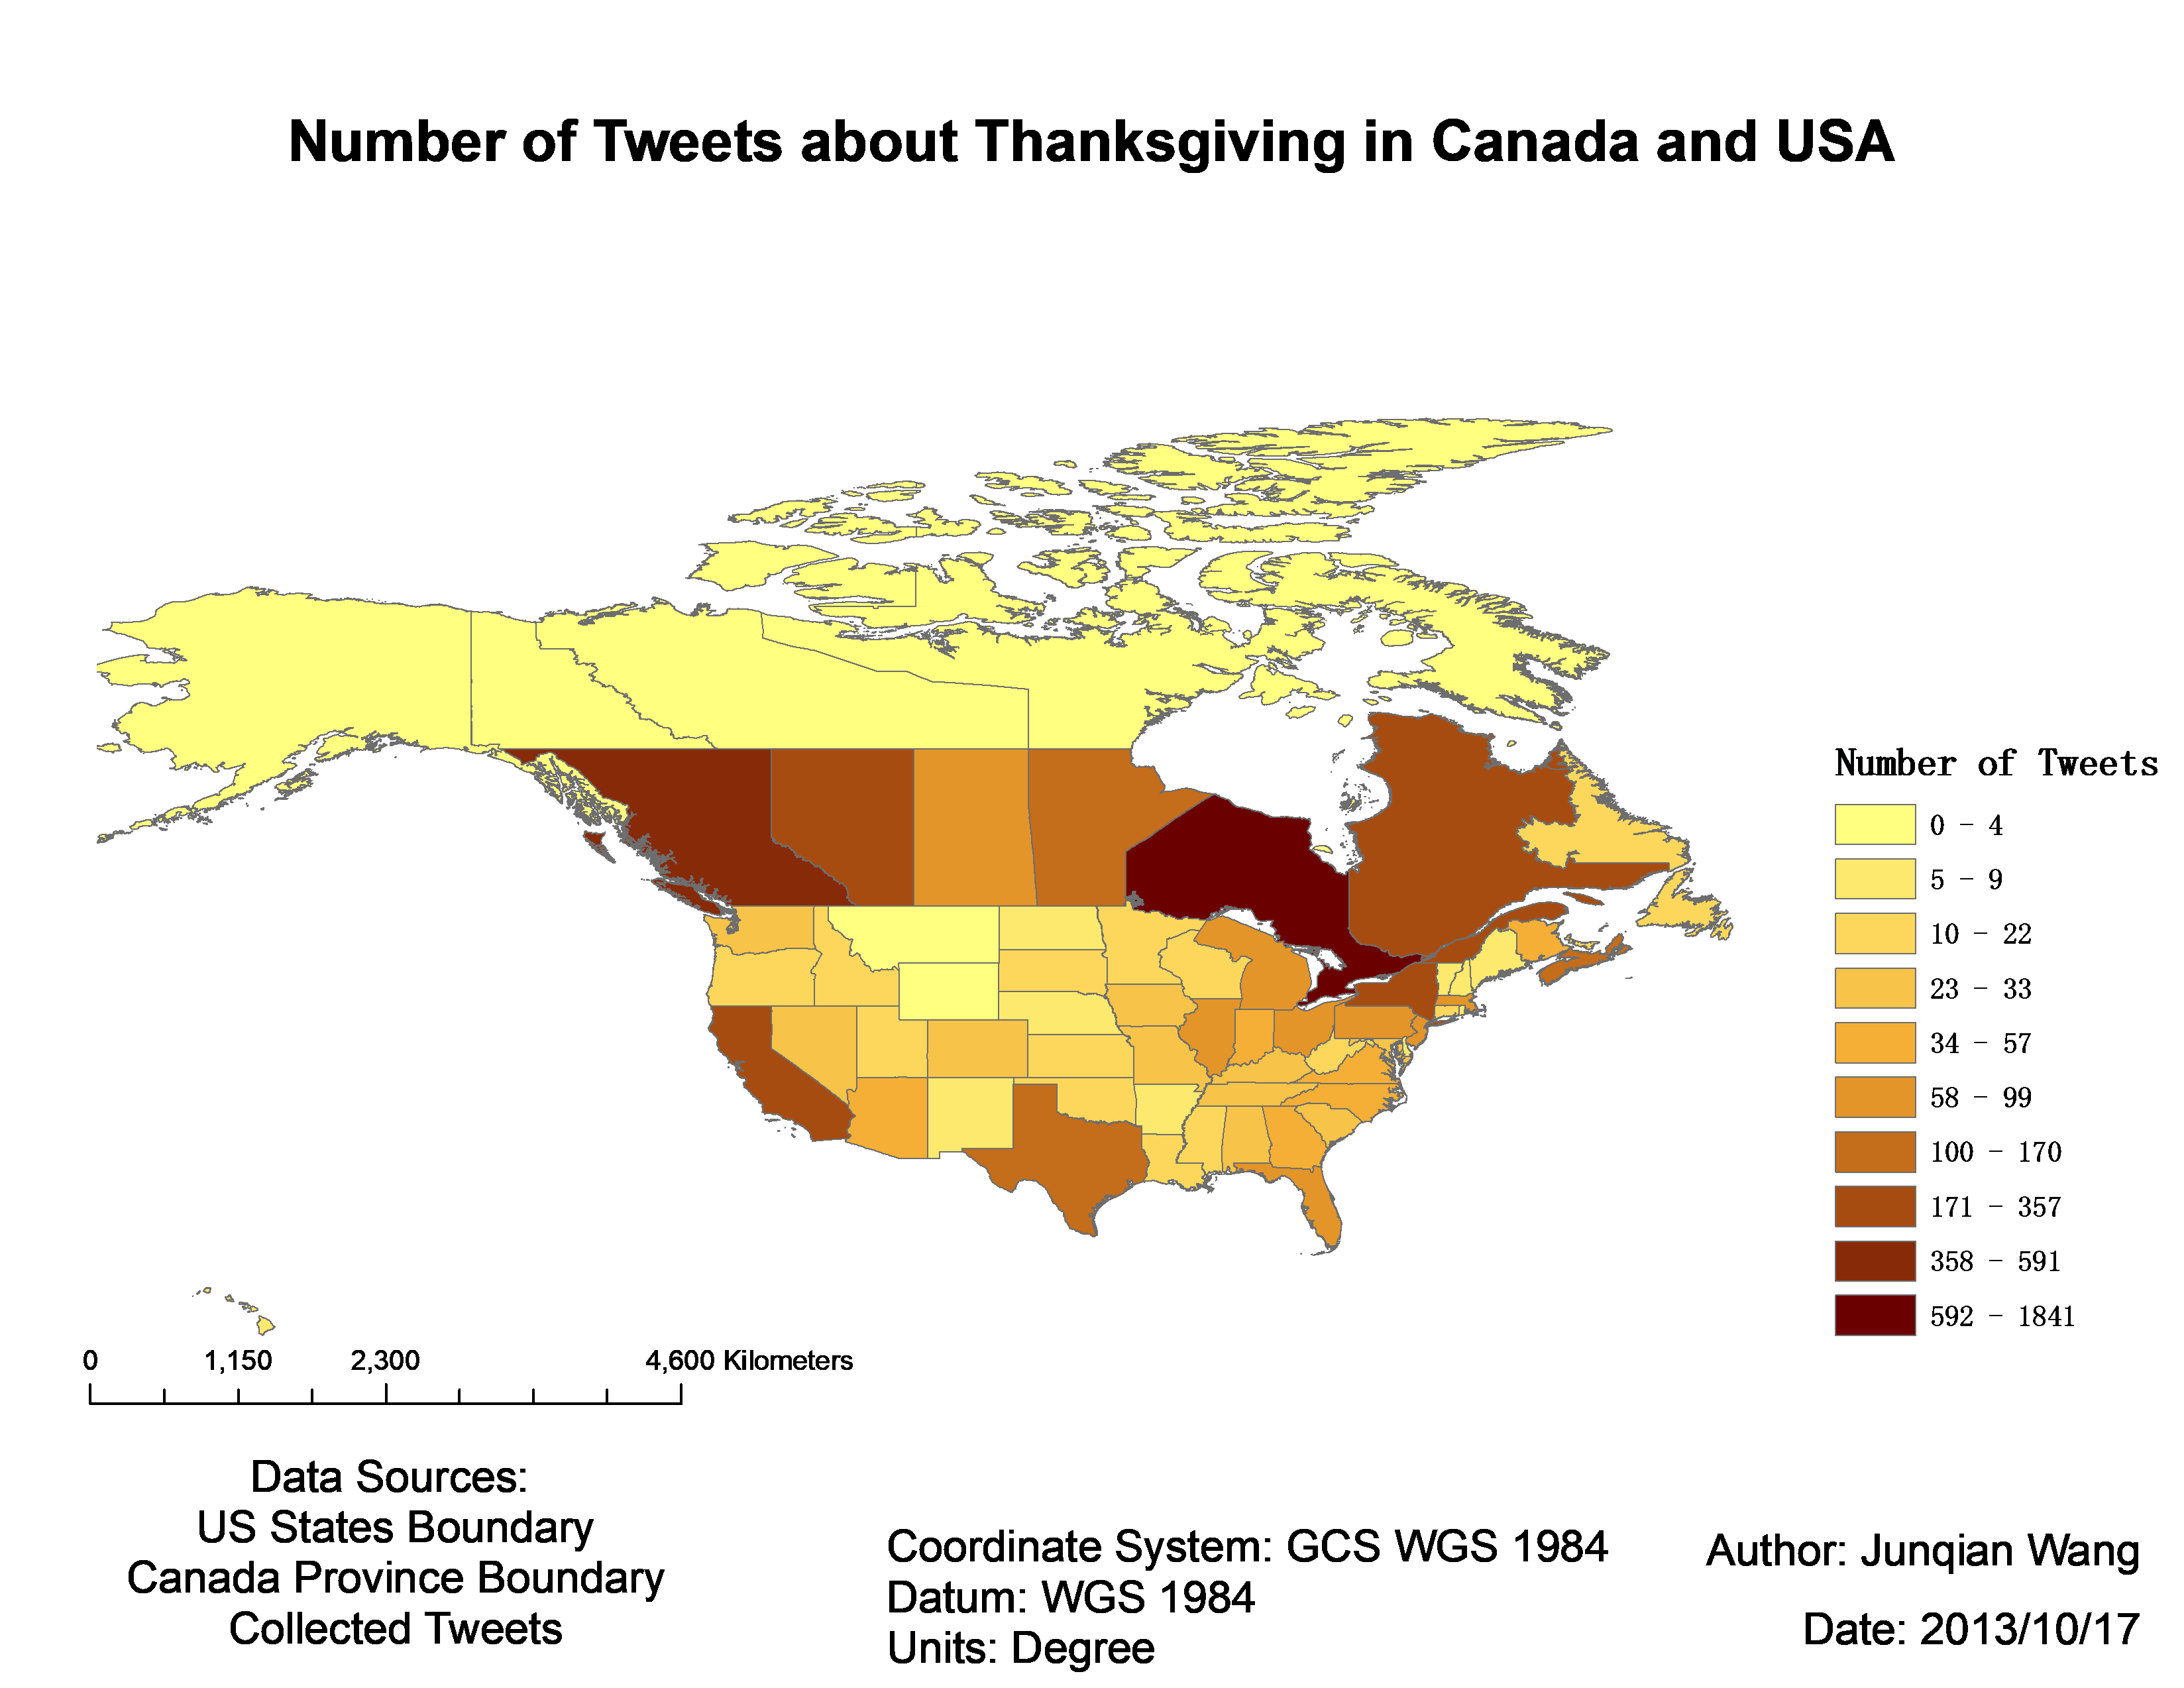 Number of Tweets about Thanksgiving in Canada and USA
Number of Tweets
0 - 4
5 - 9
10 - 22
23 - 33
34 - 57
58 - 99
100 - 170
171 - 357
358 - 591
592 - 1841
0 1,150 2,300 4,600 Kilometers
Data Sources:
US States Boundary
Canada Province Boundary
Collected Tweets
Coordinate System: GCS WGS 1984
Datum: WGS 1984
Units: Degree
Author: Junqian Wang
Date: 2013/10/17